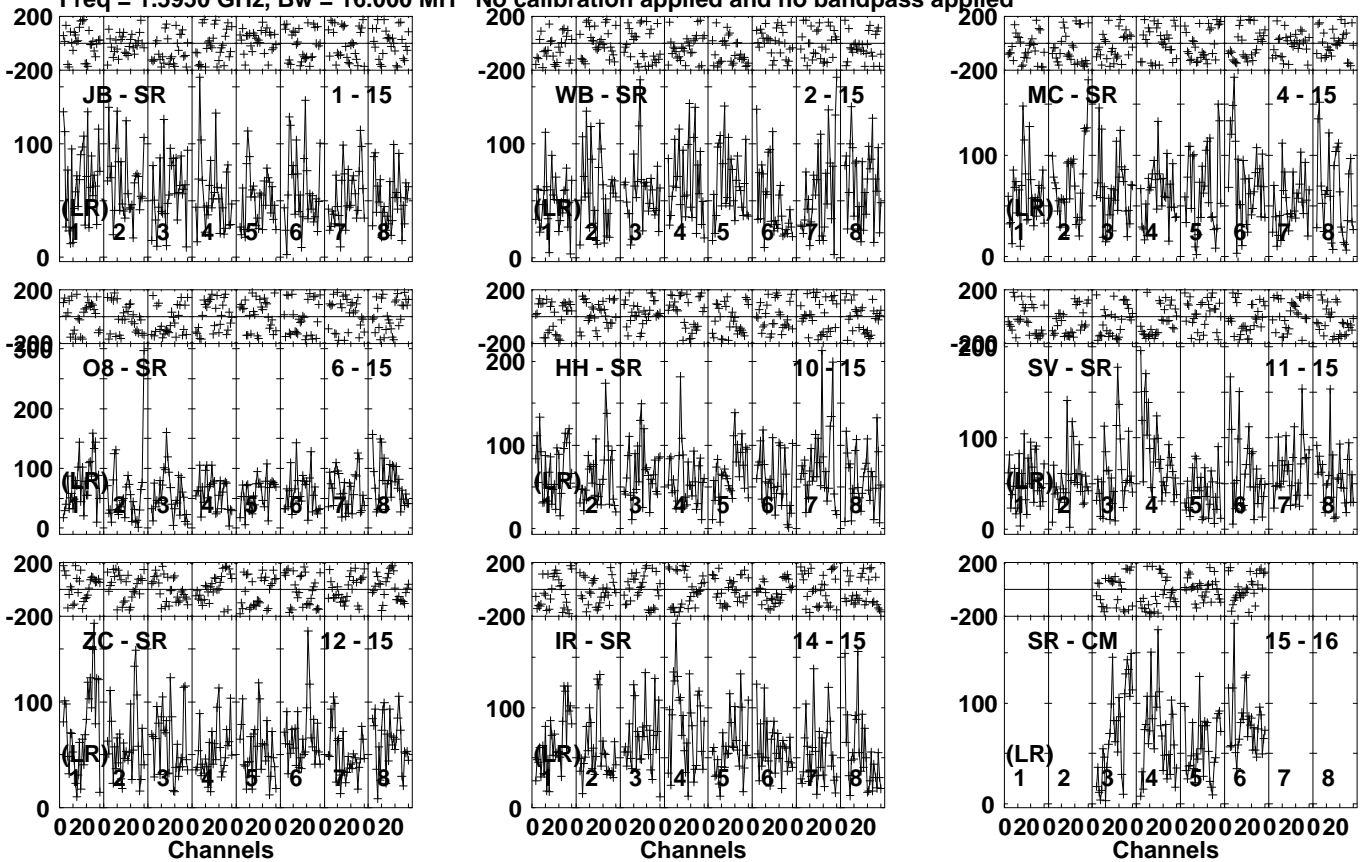 Freq = 1.5950 GHz, Bw = 16.000 MH No calibration applied and no bandpass applied
200
-200
JB - SR 1 - 15
100
(LR)
1 2 3 4 5 6 7 8
0
200
-200
WB - SR 2 - 15
100
(LR)
1 2 3 4 5 6 7 8
0
200
-200
MC - SR 4 - 15
100
(LR)
1 2 3 4 5 6 7 8
0
200
-200
300
O8 - SR 6 - 15
200
100
(LR)
1 2 3 4 5 6 7 8
0
200
-200
HH - SR 10 - 15
200
100
(LR)
1 2 3 4 5 6 7 8
0
200
-200
200
SV - SR 11 - 15
100
(LR)
1 2 3 4 5 6 7 8
0
200
-200
ZC - SR 12 - 15
100
(LR)
1 2 3 4 5 6 7 8
0
0 20 0 20 0 20 0 20 0 20 0 20 0 20 0 20
Channels
200
-200
IR - SR 14 - 15
100
(LR)
1 2 3 4 5 6 7 8
0
0 20 0 20 0 20 0 20 0 20 0 20 0 20 0 20
Channels
200
-200
SR - CM 15 - 16
100
(LR)
1 2 3 4 5 6 7 8
0
0 20 0 20 0 20 0 20 0 20 0 20 0 20 0 20
Channels